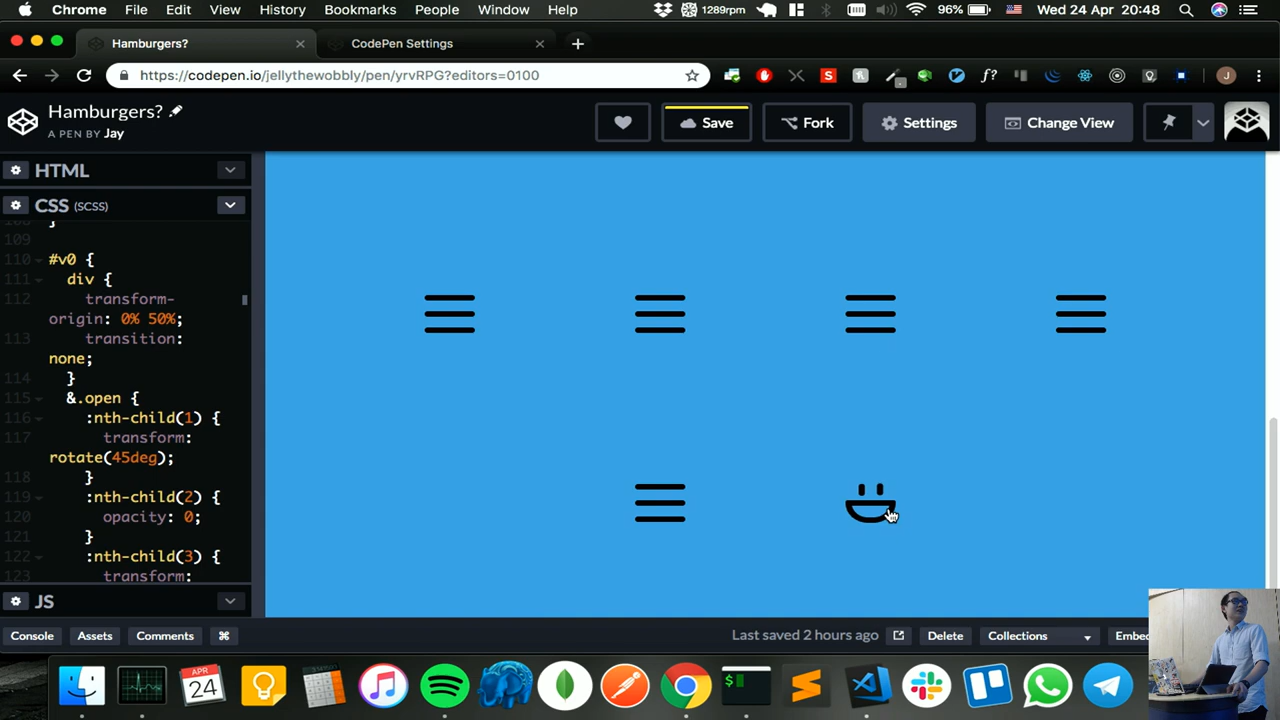 Chrome File Edit View History Bookmarks People Window Help 1289rpm 96% Wed 24 Apr 20:48
Hamburgers? CodePen Settings
https://codepen.io/jellythewobbly/pen/yrvRPG?editors=0100 S f? J
Hamburgers?
A PEN BY Jay
Save Fork Settings Change View
HTML
CSS (SCSS)
108 }
109
110 #v0 {
111 div {
112 transform-
origin: 0% 50%;
113 transition:
none;
114 }
115 &.open {
116 :nth-child(1) {
117 transform:
rotate(45deg);
118 }
119 :nth-child(2) {
120 opacity: 0;
121 }
122 :nth-child(3) {
123 transform:
JS
Console Assets Comments ⌘ Last saved 2 hours ago Delete Collections Embed
APR
24
$